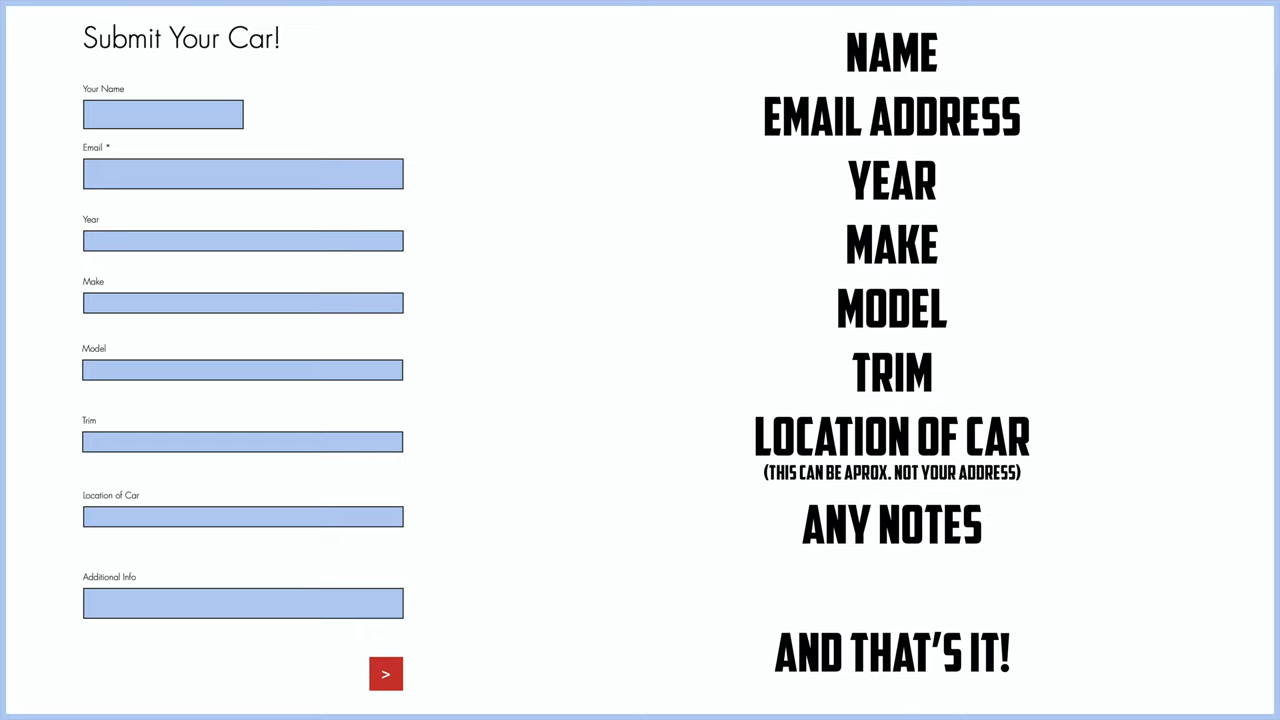 Submit Your Car!
Your Name
Email *
Year
Make
Model
Trim
Location of Car
Additional Info
>
NAME
EMAIL ADDRESS
YEAR
MAKE
MODEL
TRIM
LOCATION OF CAR
(THIS CAN BE APROX. NOT YOUR ADDRESS)
ANY NOTES
AND THAT'S IT!